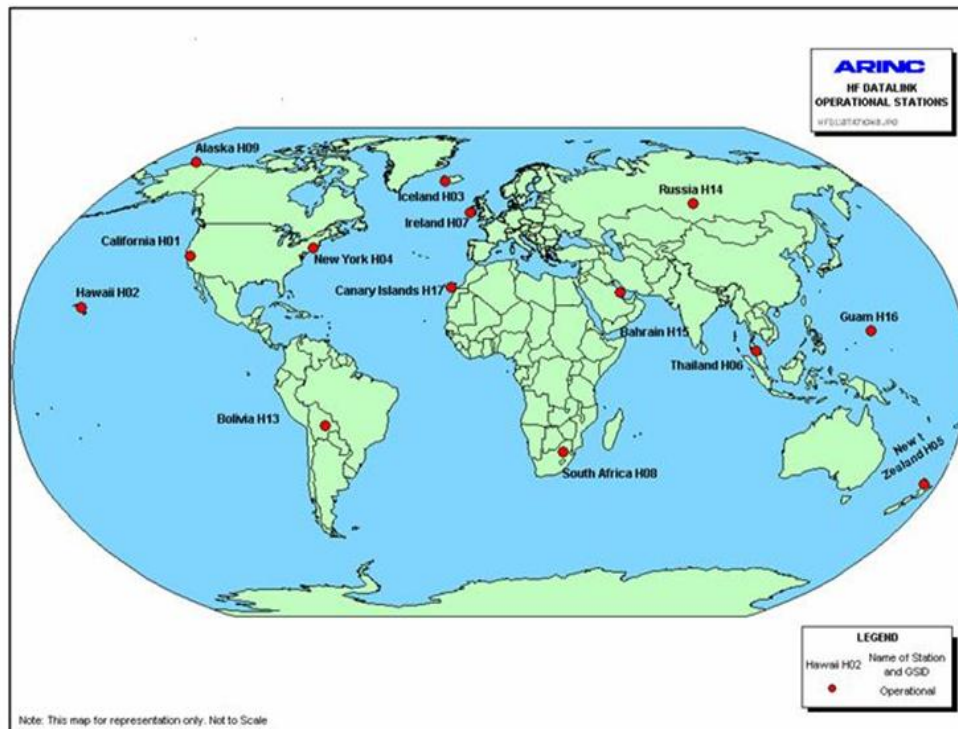 ARINC
HF DATALINK
OPERATIONAL STATIONS
Alaska H09
Iceland H03
Russia H14
Ireland H07
California H01
New York H04
Canary Islands H17
Hawaii H02
Guam H16
Bahrain H15
Thailand H06
Bolivia H13
New
Zealand H05
South Africa H08
LEGEND
Hawaii H02
Name of Station
and GSID
Operational
Note: This map for representation only. Not to Scale